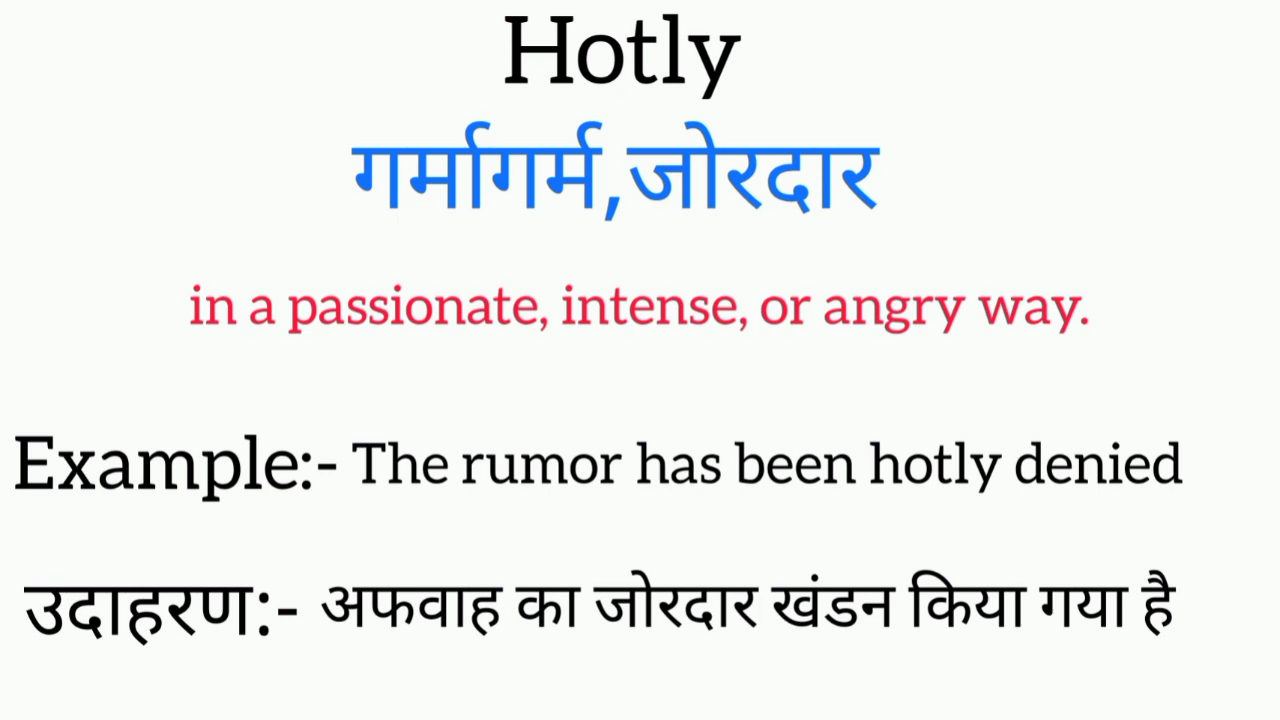 Hotly
गर्मागर्म,जोरदार
in a passionate, intense, or angry way.
Example:- The rumor has been hotly denied
उदाहरण:- अफवाह का जोरदार खंडन किया गया है